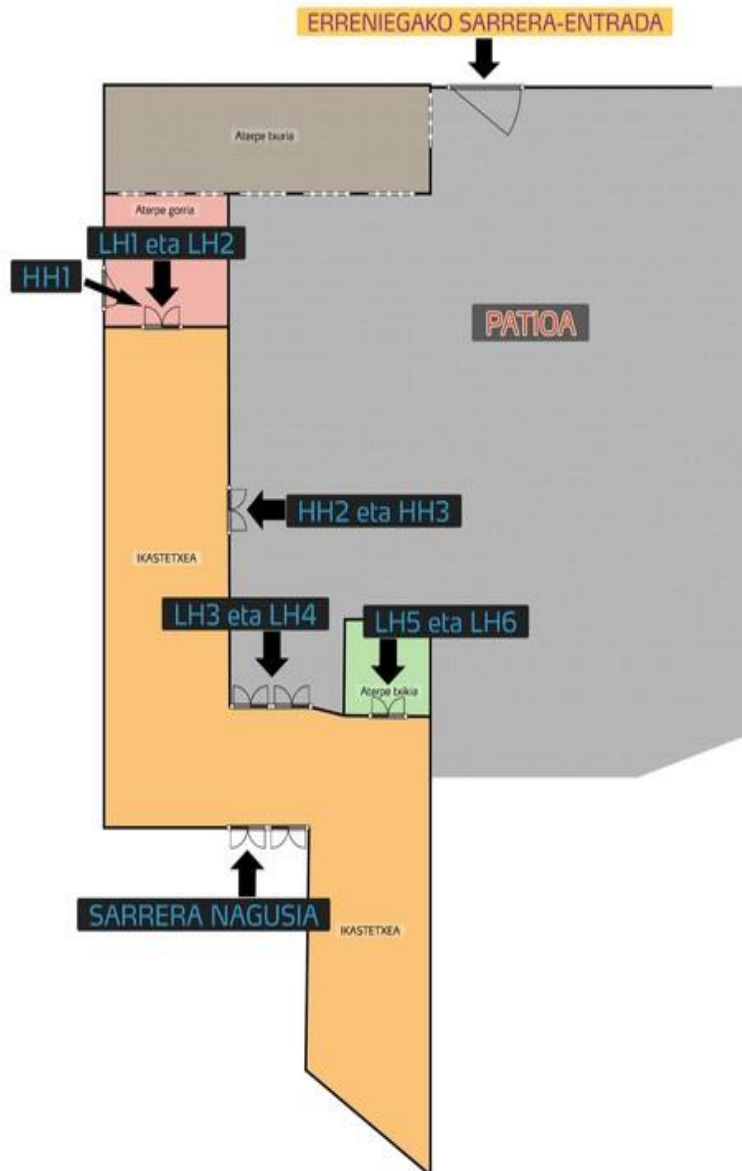 ERRENIEGAKO SARRERA-ENTRADA
Aterpe txuria
Aterpe gorria
LH1 eta LH2
HH1
PATIOA
HH2 eta HH3
IKASTETXEA
LH3 eta LH4
LH5 eta LH6
Aterpe txikia
SARRERA NAGUSIA
IKASTETXEA